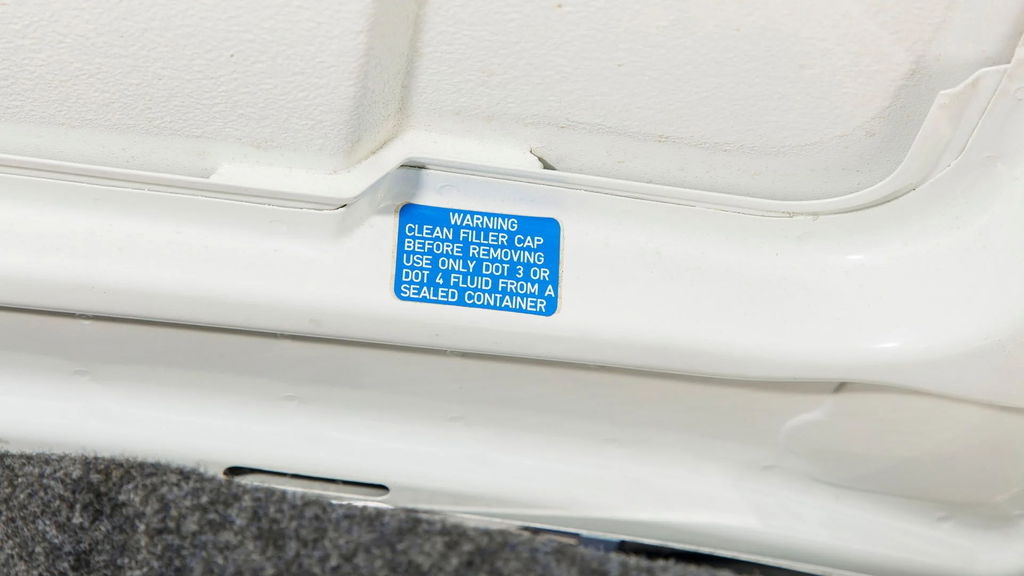 WARNING
CLEAN FILLER CAP
BEFORE REMOVING
USE ONLY DOT 3 OR
DOT 4 FLUID FROM A
SEALED CONTAINER